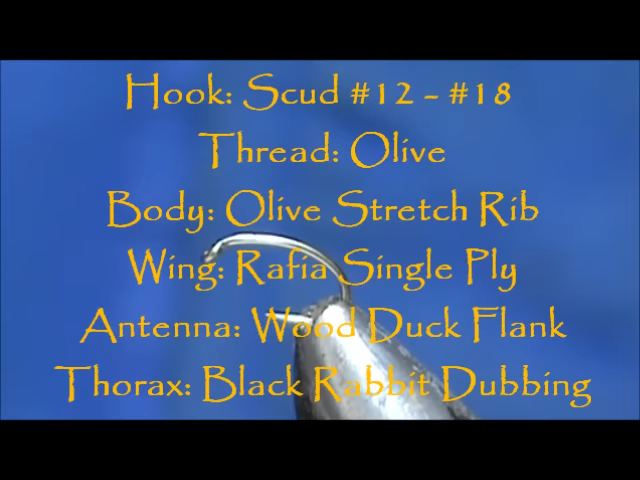 Hook: Scud #12 - #18
Thread: Olive
Body: Olive Stretch Rib
Wing: Rafia Single Ply
Antenna: Wood Duck Flank
Thorax: Black Rabbit Dubbing